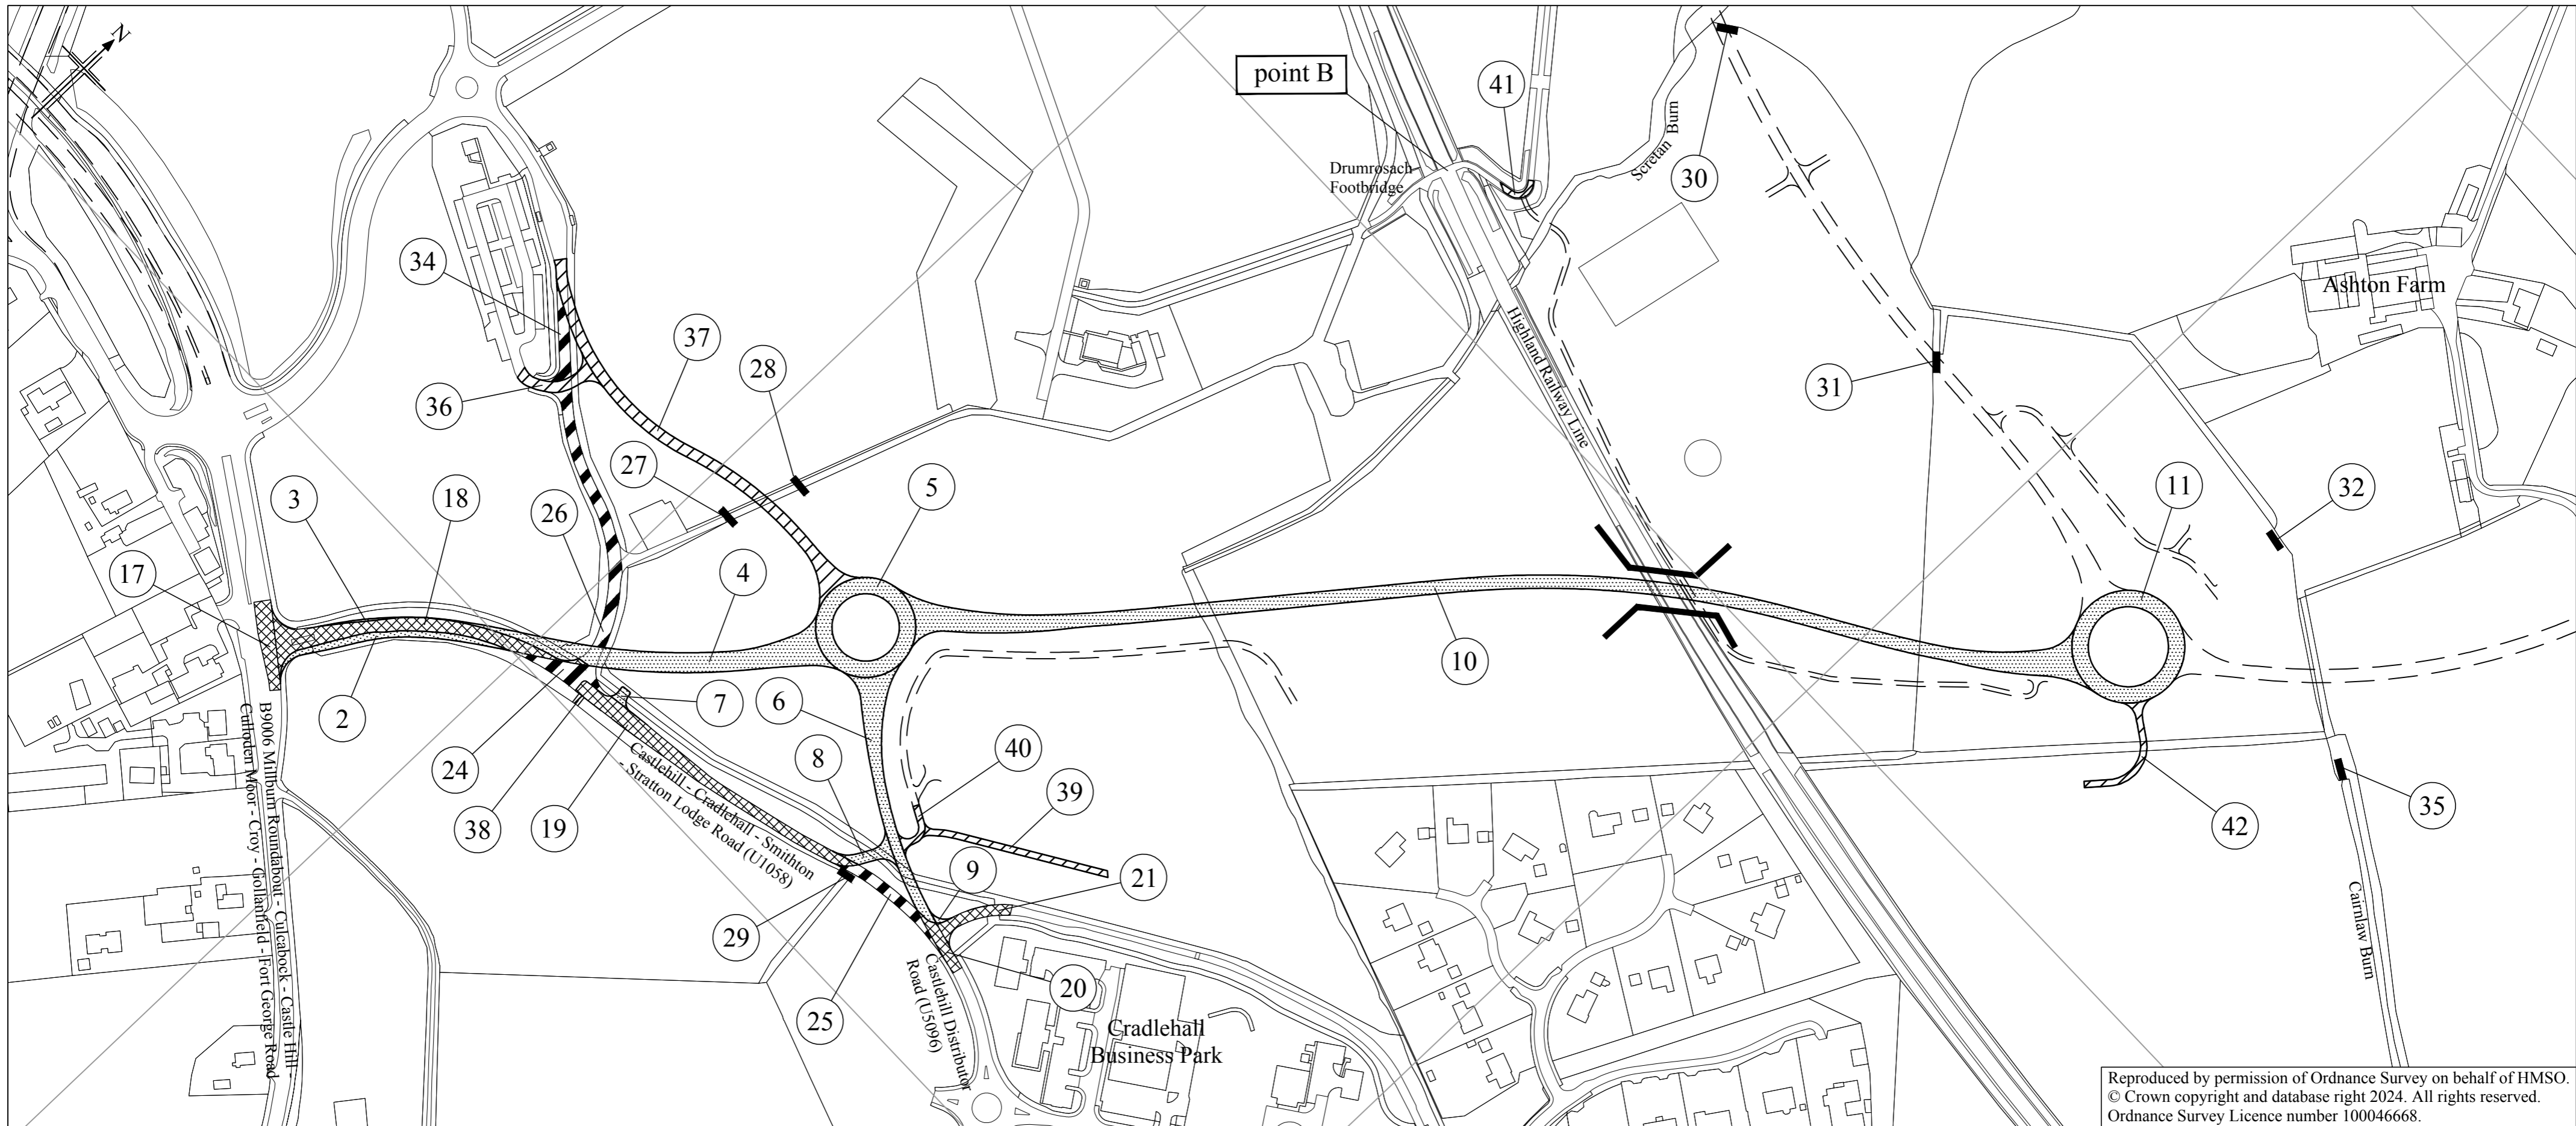 N
point B
41
Drumrosach
Footbridge
Scretan Burn
30
34
37
28
36
27
Highland Railway Line
31
Ashton Farm
3
18
26
5
4
17
11
32
2
24
38
19
7
6
8
10
40
39
9
21
29
25
20
42
35
Castlehill - Cradlehall - Smithton
- Stratton Lodge Road (U1058)
B9006 Millburn Roundabout - Culcabock - Castle Hill -
Culloden Moor - Croy - Gollanfield - Fort George Road
Castlehill Distributor
Road (U5096)
Cradlehall
Business Park
Cairnlaw Burn
Reproduced by permission of Ordnance Survey on behalf of HMSO.
© Crown copyright and database right 2024. All rights reserved.
Ordnance Survey Licence number 100046668.